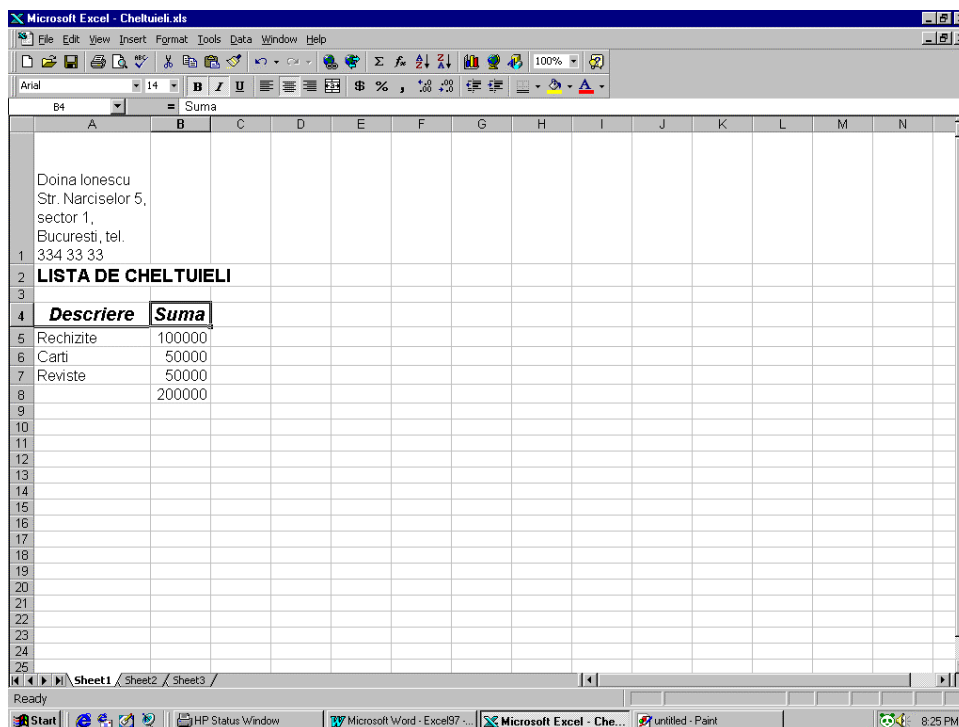 Microsoft Excel - Cheltuieli.xls
File Edit View Insert Format Tools Data Window Help
100%
Arial 14 B I U $ % ,
B4 = Suma
A B C D E F G H I J K L M N
Doina Ionescu
Str. Narciselor 5,
sector 1,
Bucuresti, tel.
1 334 33 33
2 LISTA DE CHELTUIELI
3
4 Descriere Suma
5 Rechizite 100000
6 Carti 50000
7 Reviste 50000
8 200000
9
10
11
12
13
14
15
16
17
18
19
20
21
22
23
24
25
Sheet1 Sheet2 Sheet3
Ready
Start HP Status Window Microsoft Word - Excel97 -... Microsoft Excel - Che... untitled - Paint 8:25 PM